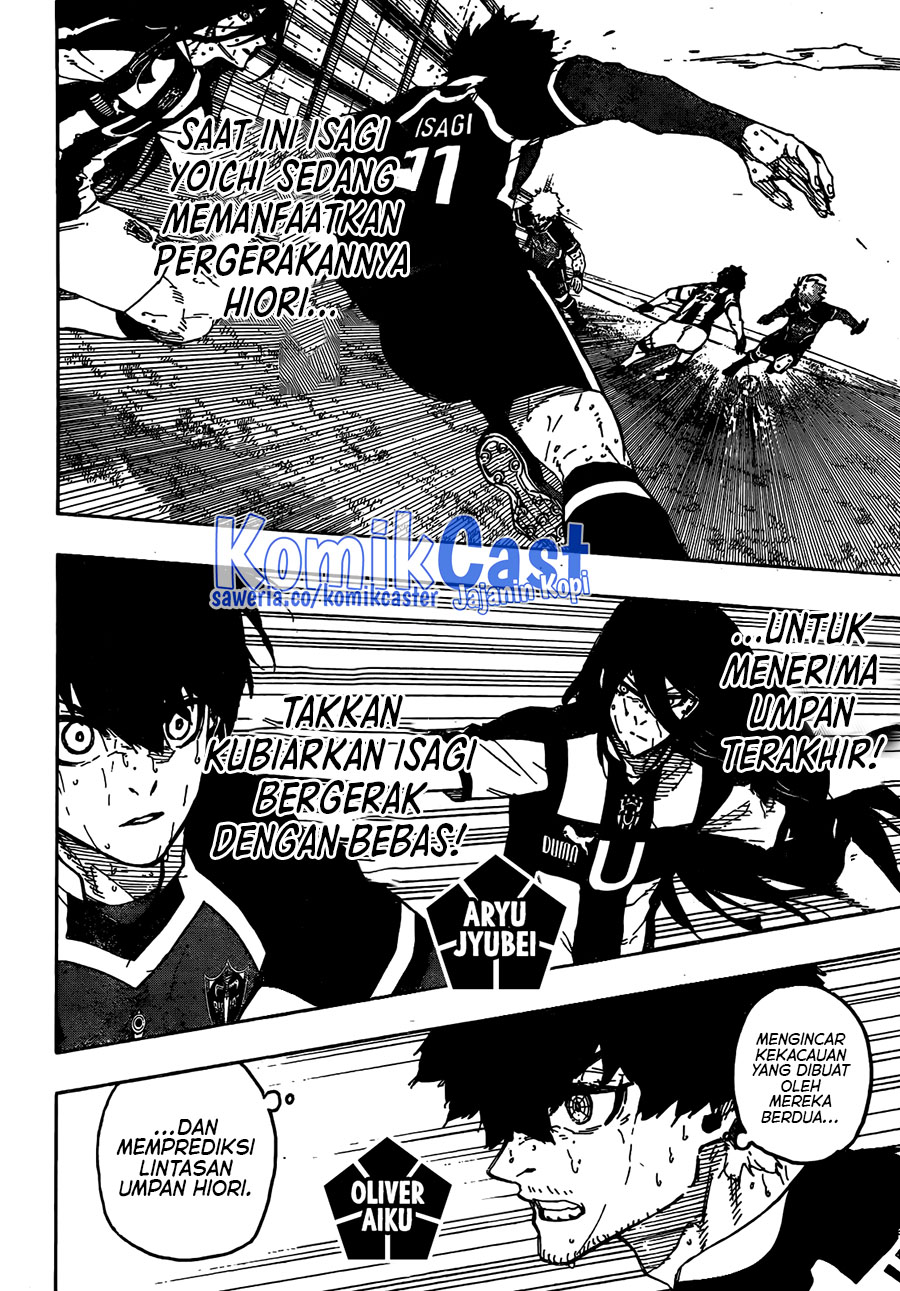 ISAGI
11
SAAT INI ISAGI
YOICHI SEDANG
MEMANFAATKAN
PERGERAKANNYA
HIORI...
KomikCast
saweria.co/komikcaster Jajanin Kopi
...UNTUK
MENERIMA
UMPAN
TERAKHIR!
TAKKAN
KUBIARKAN ISAGI
BERGERAK
DENGAN BEBAS!
DUMA
U
ARYU
JYUBEI
MENGINCAR
KEKACAUAN
YANG DIBUAT
OLEH
MEREKA
BERDUA...
...DAN
MEMPREDIKSI
LINTASAN
UMPAN HIORI.
OLIVER
AIKU